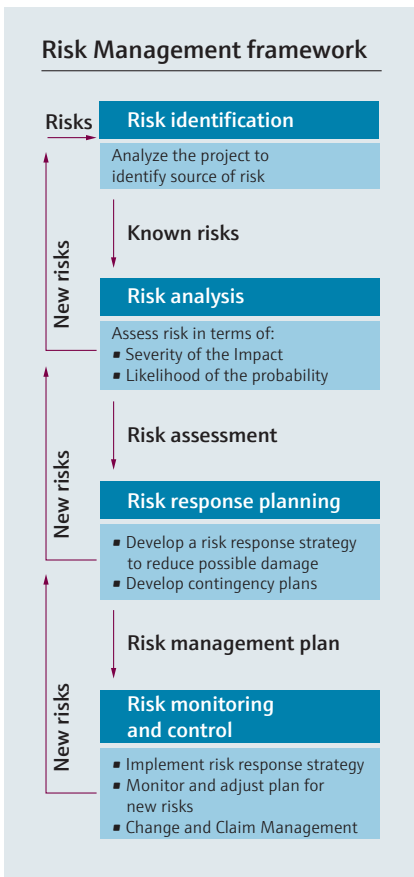 Risk Management framework
Risks
Risk identification
Analyze the project to
identify source of risk
Known risks
New risks
Risk analysis
Assess risk in terms of:
▪ Severity of the Impact
▪ Likelihood of the probability
Risk assessment
New risks
Risk response planning
▪ Develop a risk response strategy
to reduce possible damage
▪ Develop contingency plans
Risk management plan
New risks
Risk monitoring
and control
▪ Implement risk response strategy
▪ Monitor and adjust plan for
new risks
▪ Change and Claim Management